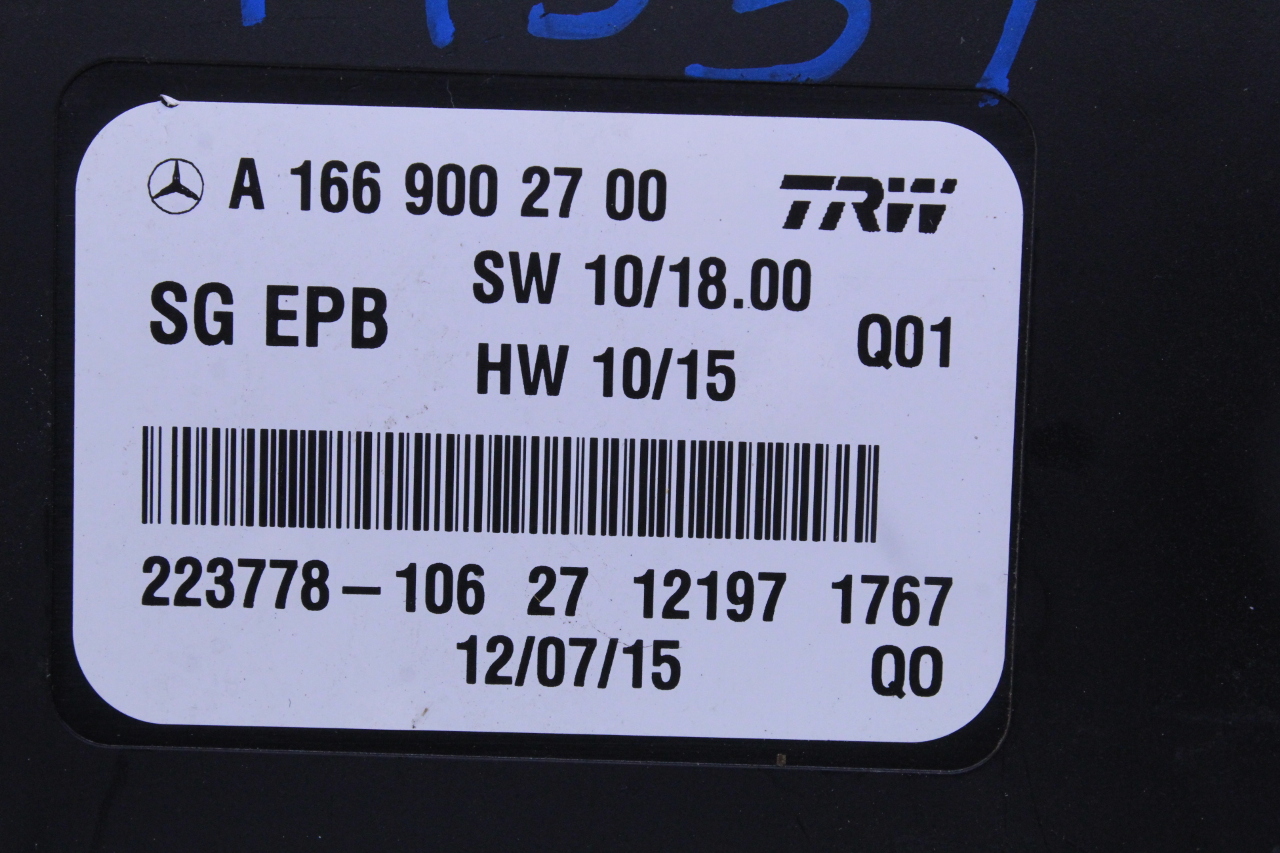 A 166 900 27 00 TRW
SW 10/18.00
SG EPB Q01
HW 10/15
223778-106 27 12197 1767
12/07/15 QO